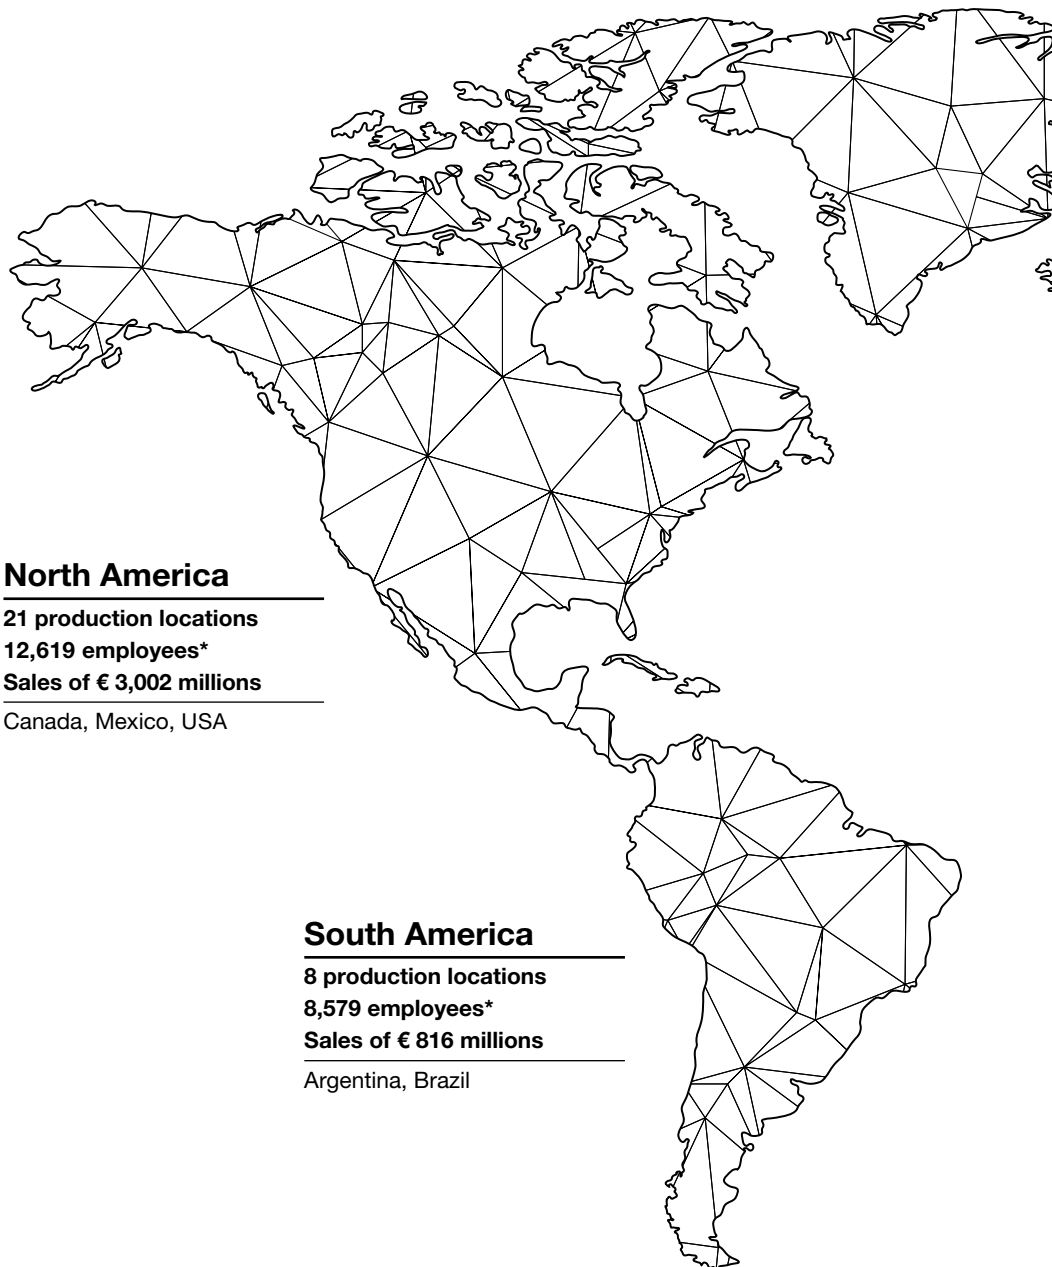 North America
21 production locations
12,619 employees*
Sales of € 3,002 millions
Canada, Mexico, USA
South America
8 production locations
8,579 employees*
Sales of € 816 millions
Argentina, Brazil